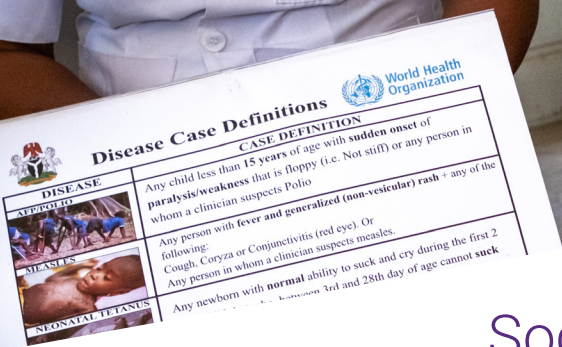 World Health
Organization
Disease Case Definitions
DISEASE
CASE DEFINITION
AFP/POLIO
Any child less than 15 years of age with sudden onset of
paralysis/weakness that is floppy (i.e. Not stiff) or any person in
whom a clinician suspects Polio
MEASLES
Any person with fever and generalized (non-vesicular) rash + any of the
following:
Cough, Coryza or Conjunctivitis (red eye). Or
Any person in whom a clinician suspects measles.
NEONATAL TETANUS
Any newborn with normal ability to suck and cry during the first 2
between 3rd and 28th day of age cannot suck
Soc